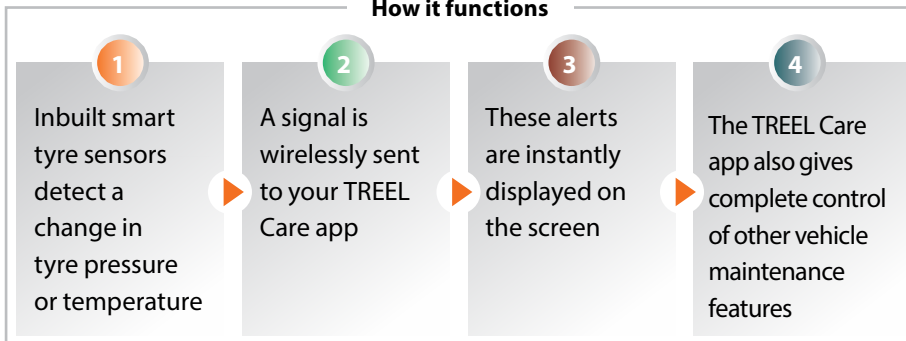 How it functions
1
Inbuilt smart
tyre sensors
detect a
change in
tyre pressure
or temperature
2
A signal is
wirelessly sent
to your TREEL
Care app
3
These alerts
are instantly
displayed on
the screen
4
The TREEL Care
app also gives
complete control
of other vehicle
maintenance
features